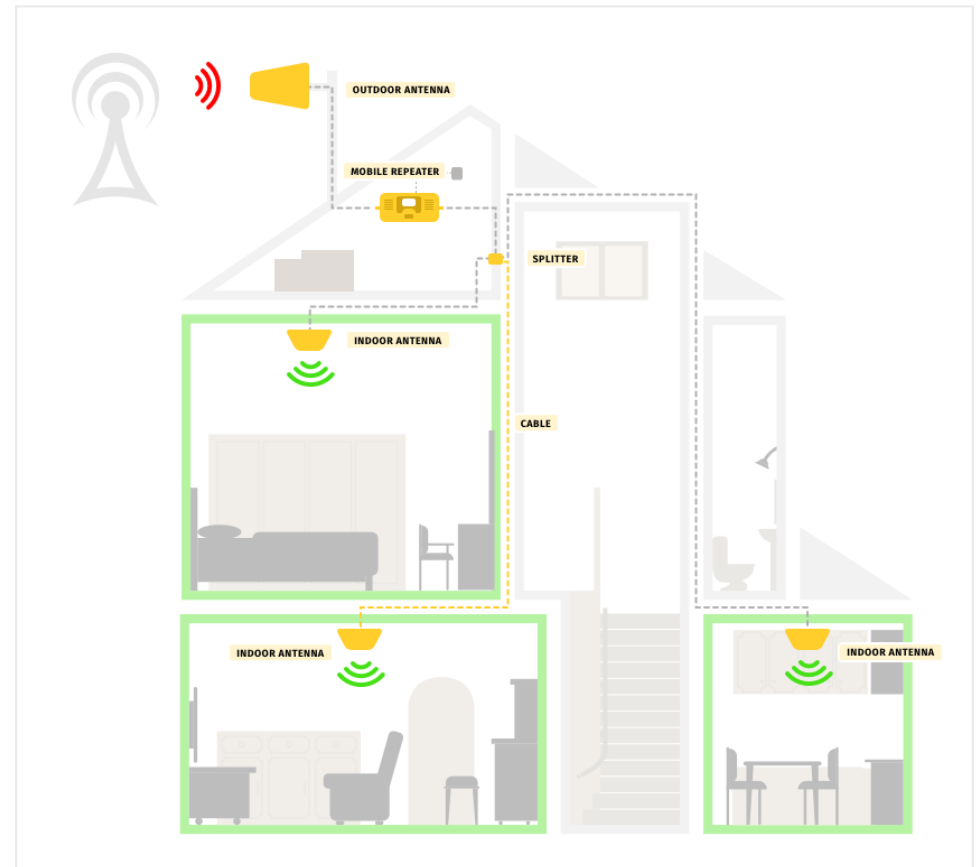 OUTDOOR ANTENNA
MOBILE REPEATER
SPLITTER
INDOOR ANTENNA
CABLE
INDOOR ANTENNA
INDOOR ANTENNA